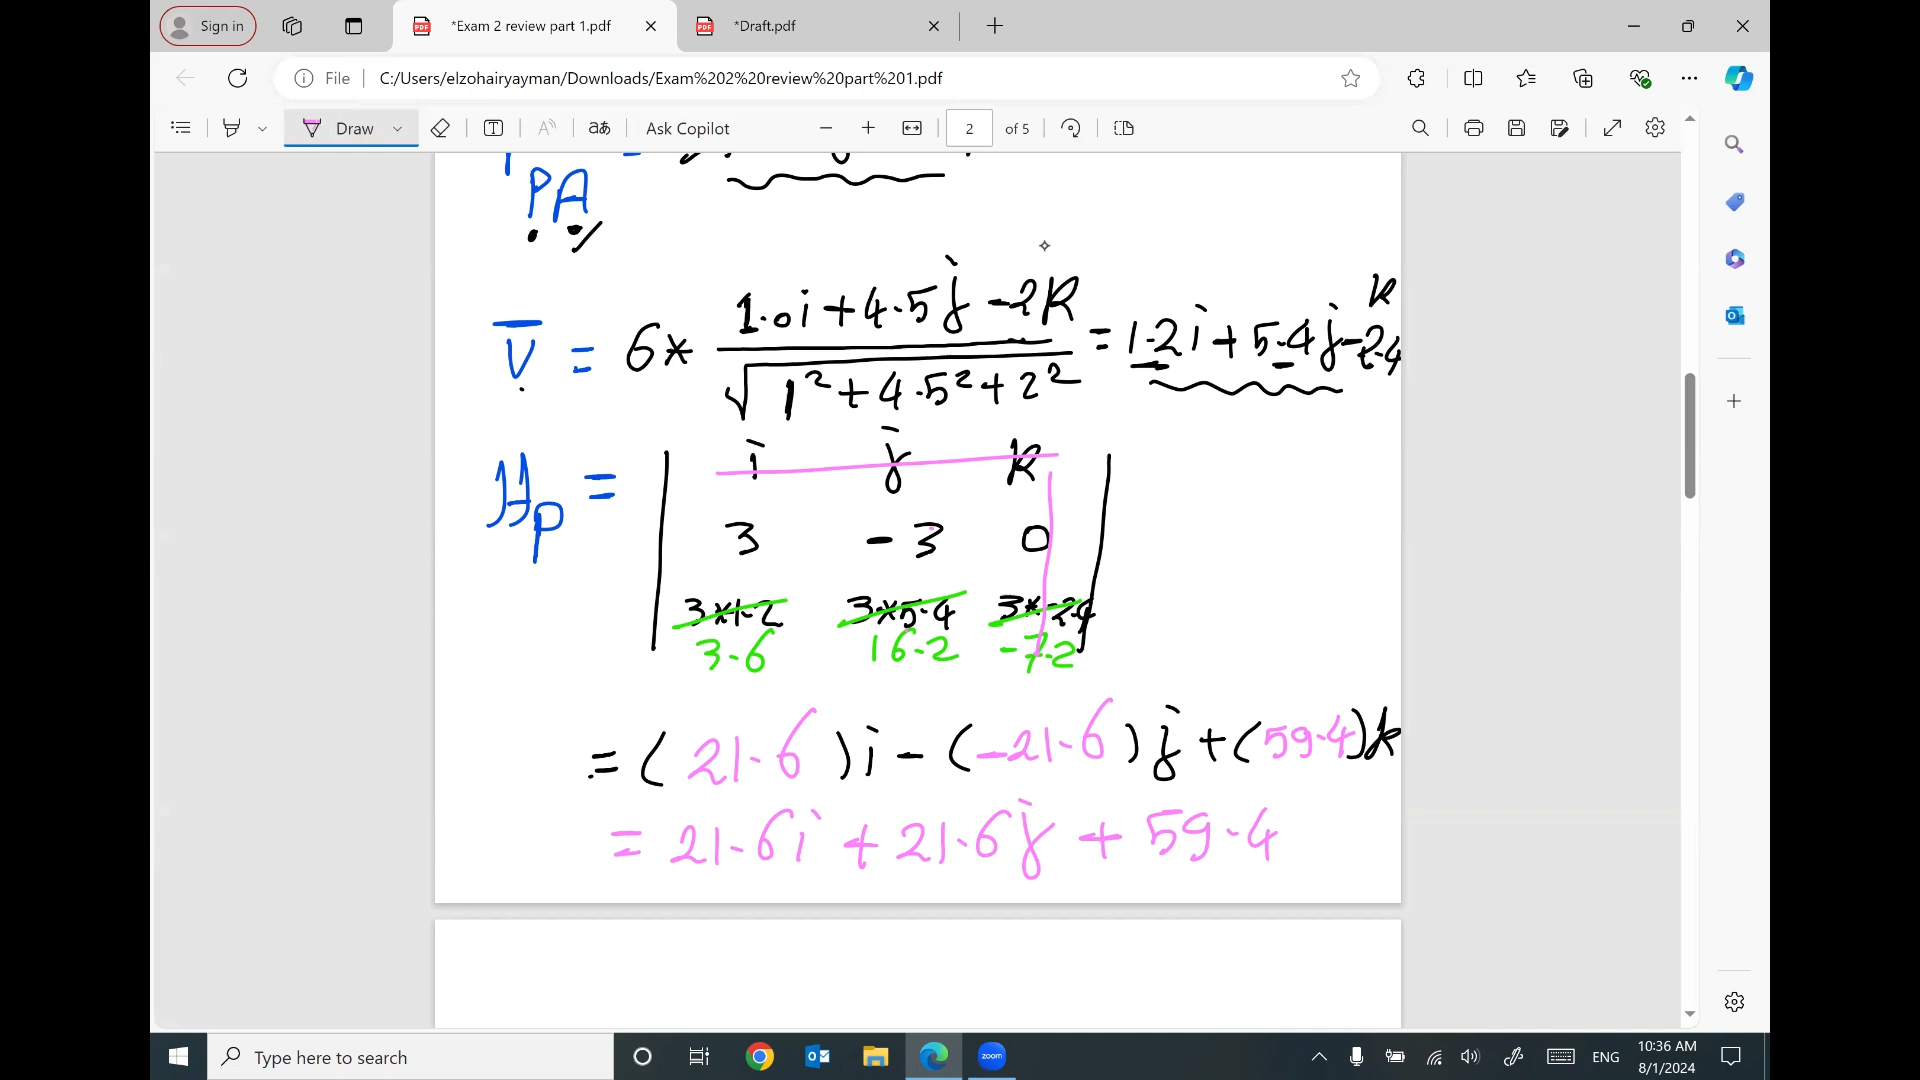 Sign in
*Exam 2 review part 1.pdf
*Draft.pdf
File
C:/Users/elzohairyayman/Downloads/Exam%202%20review%20part%201.pdf
Draw
Ask Copilot
2 of 5
PA
V̄ = 6* (1.0i + 4.5j - 2k) / √(1² + 4.5² + 2²) = 1.2i + 5.4j - 2.4k
Hp = | i j k
3 -3 0
3*1.2 3*5.4 3*-2.4
3.6 16.2 -7.2 |
= (21.6)i - (-21.6)j + (59.4)k
= 21.6i + 21.6j + 59.4
Type here to search
zoom
ENG
10:36 AM
8/1/2024